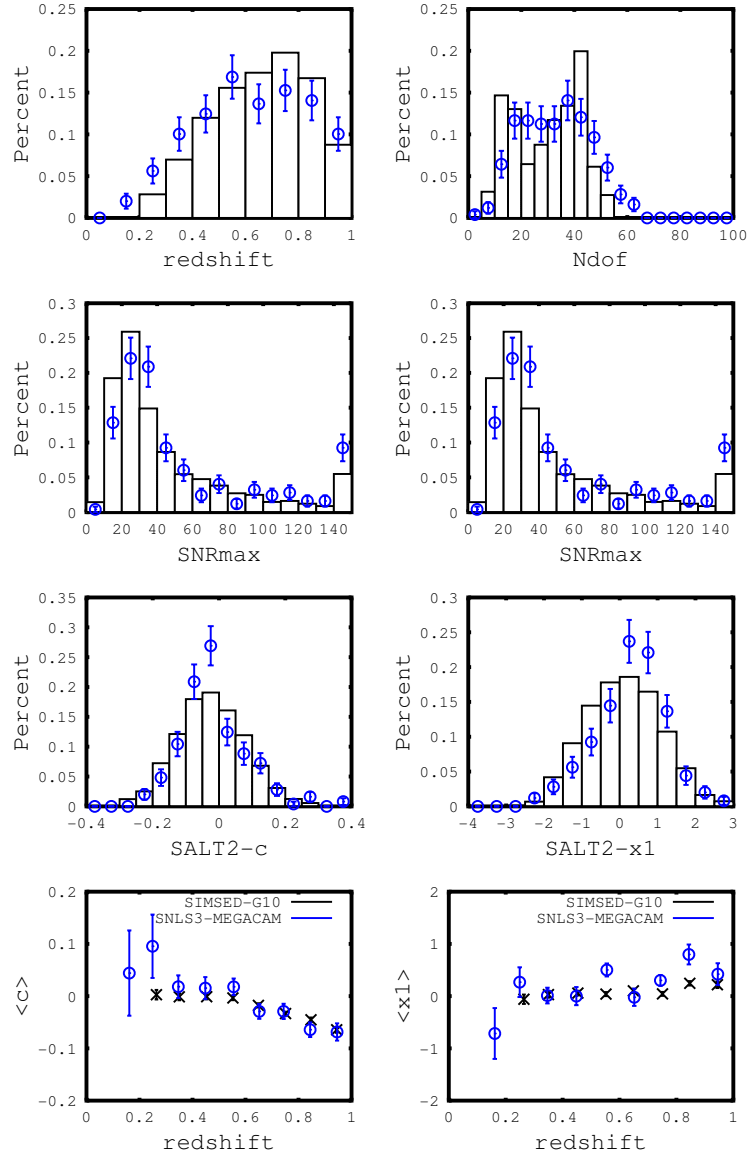 0.25
0.2
0.15
0.1
0.05
0
Percent
0 0.2 0.4 0.6 0.8 1
redshift
0.25
0.2
0.15
0.1
0.05
0
Percent
0 20 40 60 80 100
Ndof
0.3
0.25
0.2
0.15
0.1
0.05
0
Percent
0 20 40 60 80 100 120 140
SNRmax
0.3
0.25
0.2
0.15
0.1
0.05
0
Percent
0 20 40 60 80 100 120 140
SNRmax
0.35
0.3
0.25
0.2
0.15
0.1
0.05
0
Percent
−0.4 −0.2 0 0.2 0.4
SALT2−c
0.3
0.25
0.2
0.15
0.1
0.05
0
Percent
−4 −3 −2 −1 0 1 2 3
SALT2−x1
0.2
0.1
0
−0.1
−0.2
<c>
SIMSED−G10
SNLS3−MEGACAM
0 0.2 0.4 0.6 0.8 1
redshift
2
1
0
−1
−2
<x1>
SIMSED−G10
SNLS3−MEGACAM
0 0.2 0.4 0.6 0.8 1
redshift